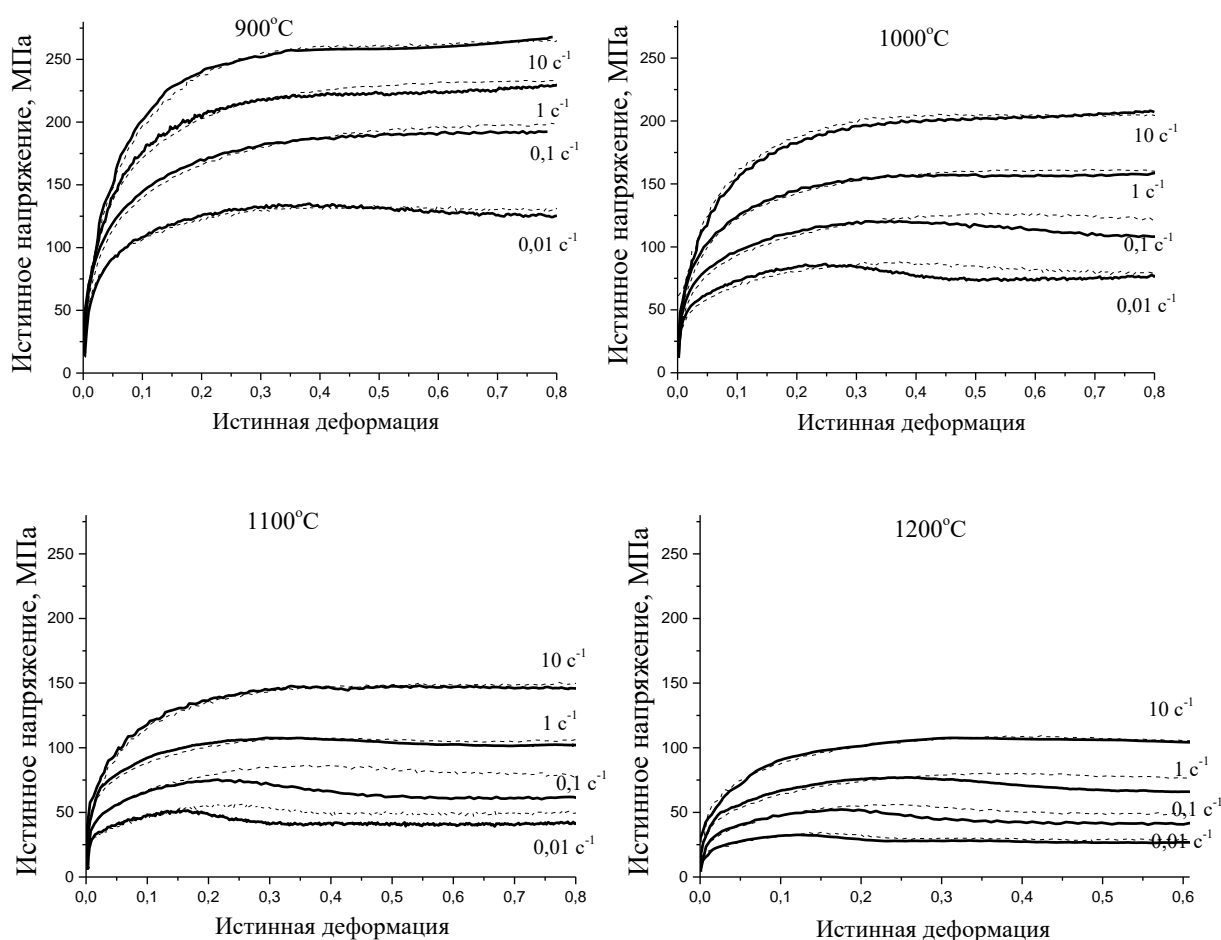 900°C
Истинное напряжение, МПа
250
200
150
100
50
0
10 с⁻¹
1 с⁻¹
0,1 с⁻¹
0,01 с⁻¹
0,0 0,1 0,2 0,3 0,4 0,5 0,6 0,7 0,8
Истинная деформация
1000°C
Истинное напряжение, МПа
250
200
150
100
50
0
10 с⁻¹
1 с⁻¹
0,1 с⁻¹
0,01 с⁻¹
0,0 0,1 0,2 0,3 0,4 0,5 0,6 0,7 0,8
Истинная деформация
1100°C
Истинное напряжение, МПа
250
200
150
100
50
0
10 с⁻¹
1 с⁻¹
0,1 с⁻¹
0,01 с⁻¹
0,0 0,1 0,2 0,3 0,4 0,5 0,6 0,7 0,8
Истинная деформация
1200°C
Истинное напряжение, МПа
250
200
150
100
50
0
10 с⁻¹
1 с⁻¹
0,1 с⁻¹
0,01 с⁻¹
0,0 0,1 0,2 0,3 0,4 0,5 0,6
Истинная деформация